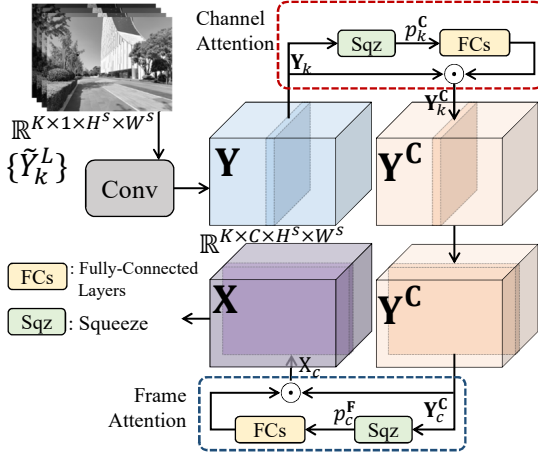 Channel
Attention
Sqz
p_k^C
FCs
Y_k
⊙
Y_k^C
ℝ^{K×1×H^S×W^S}
{Ỹ_k^L}
Conv
Y
Y^C
ℝ^{K×C×H^S×W^S}
FCs : Fully-Connected
Layers
Sqz : Squeeze
X
Y^C
X_c
Frame
Attention
⊙
FCs
p_c^F
Sqz
Y_c^C